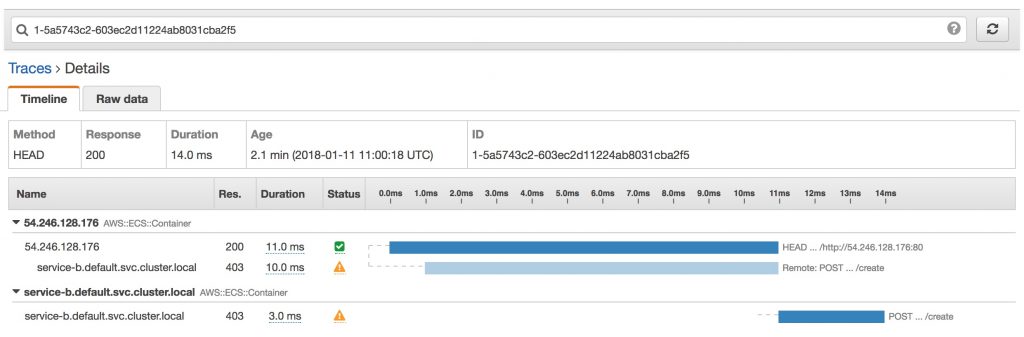 1-5a5743c2-603ec2d11224ab8031cba2f5 ?
Traces > Details
Timeline Raw data
Method Response Duration Age ID
HEAD 200 14.0 ms 2.1 min (2018-01-11 11:00:18 UTC) 1-5a5743c2-603ec2d11224ab8031cba2f5
Name Res. Duration Status 0.0ms 1.0ms 2.0ms 3.0ms 4.0ms 5.0ms 6.0ms 7.0ms 8.0ms 9.0ms 10ms 11ms 12ms 13ms 14ms
54.246.128.176 AWS::ECS::Container
54.246.128.176 200 11.0 ms HEAD ... /http://54.246.128.176:80
service-b.default.svc.cluster.local 403 10.0 ms Remote: POST ... /create
service-b.default.svc.cluster.local AWS::ECS::Container
service-b.default.svc.cluster.local 403 3.0 ms POST ... /create